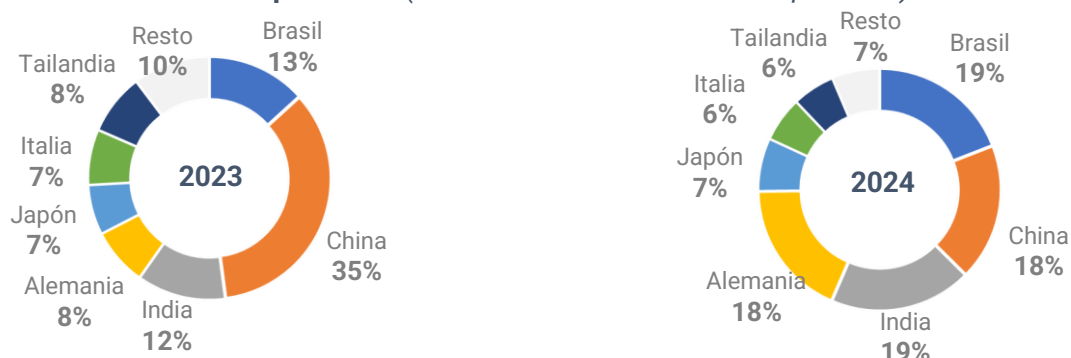 Resto
10%
Brasil
13%
Tailandia
8%
Italia
7%
2023
Japón
7%
China
35%
Alemania
8%
India
12%
Resto
7%
Tailandia
6%
Brasil
19%
Italia
6%
Japón
7%
2024
China
18%
Alemania
18%
India
19%